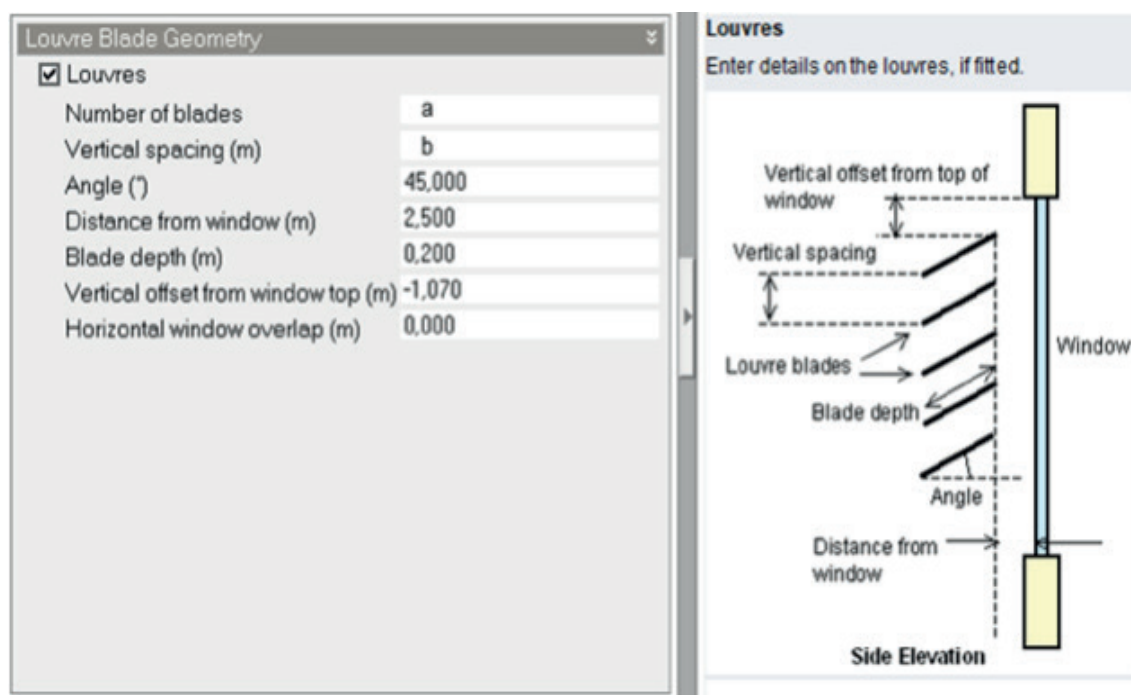 Louvre Blade Geometry
Louvres
Number of blades a
Vertical spacing (m) b
Angle (°) 45,000
Distance from window (m) 2,500
Blade depth (m) 0,200
Vertical offset from window top (m) -1,070
Horizontal window overlap (m) 0,000
Louvres
Enter details on the louvres, if fitted.
Vertical offset from top of
window
Vertical spacing
Louvre blades
Window
Blade depth
Angle
Distance from
window
Side Elevation